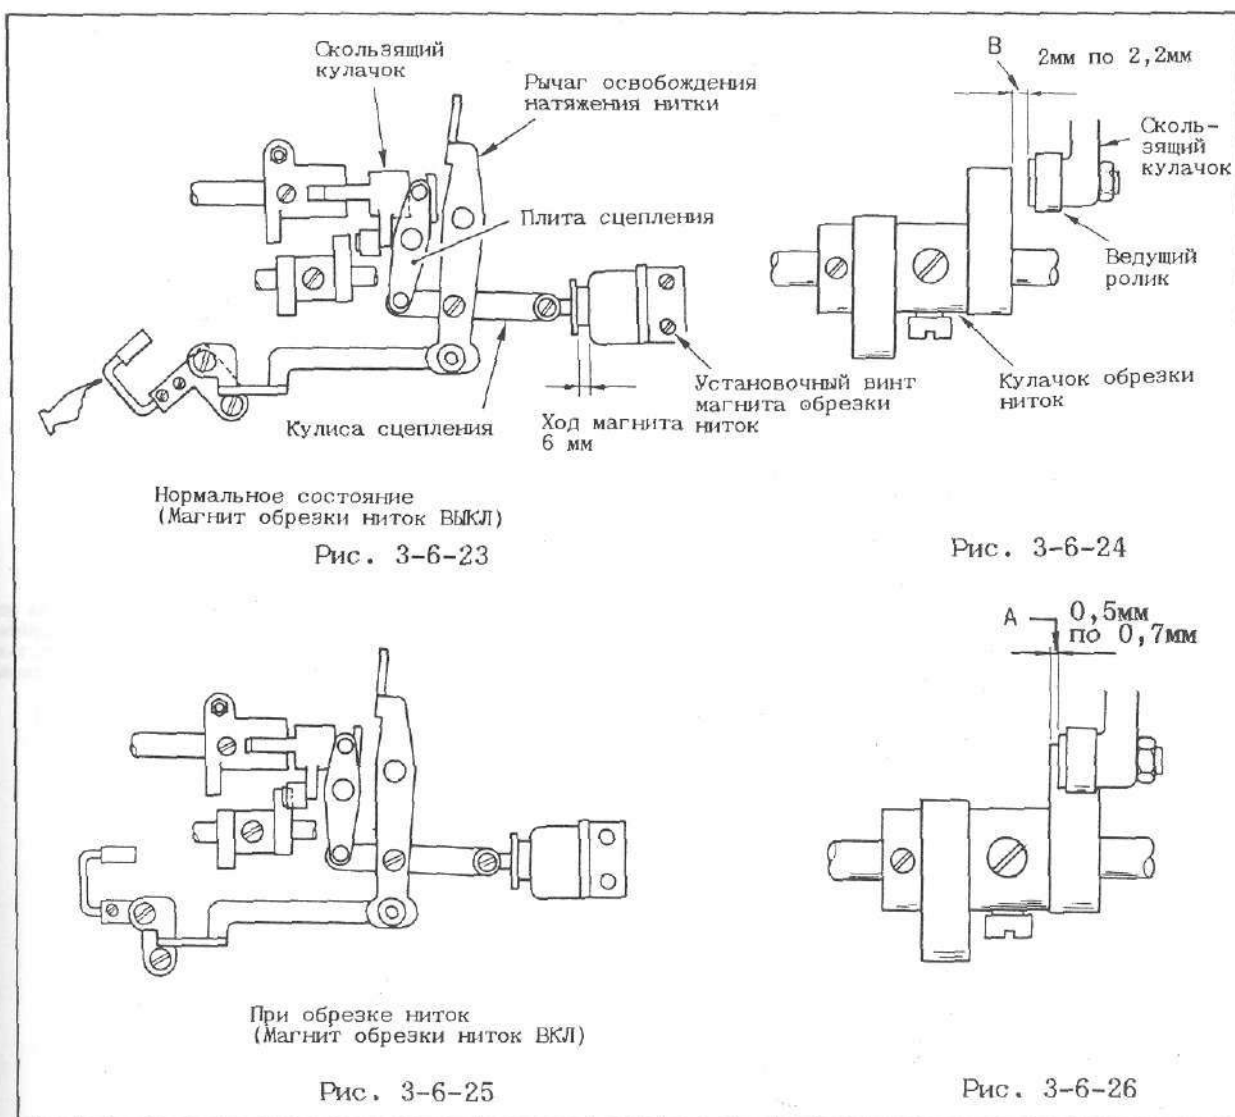 Скользящий
кулачок
Рычаг освобождения
натяжения нитки
Плита сцепления
Установочный винт
магнита обрезки
ниток
Ход магнита
6 мм
Кулиса сцепления
Нормальное состояние
(Магнит обрезки ниток ВЫКЛ)
Рис. 3-6-23
B
2мм по 2,2мм
Сколь-
зящий
кулачок
Ведущий
ролик
Кулачок обрезки
ниток
Рис. 3-6-24
При обрезке ниток
(Магнит обрезки ниток ВКЛ)
Рис. 3-6-25
A
0,5мм
по 0,7мм
Рис. 3-6-26